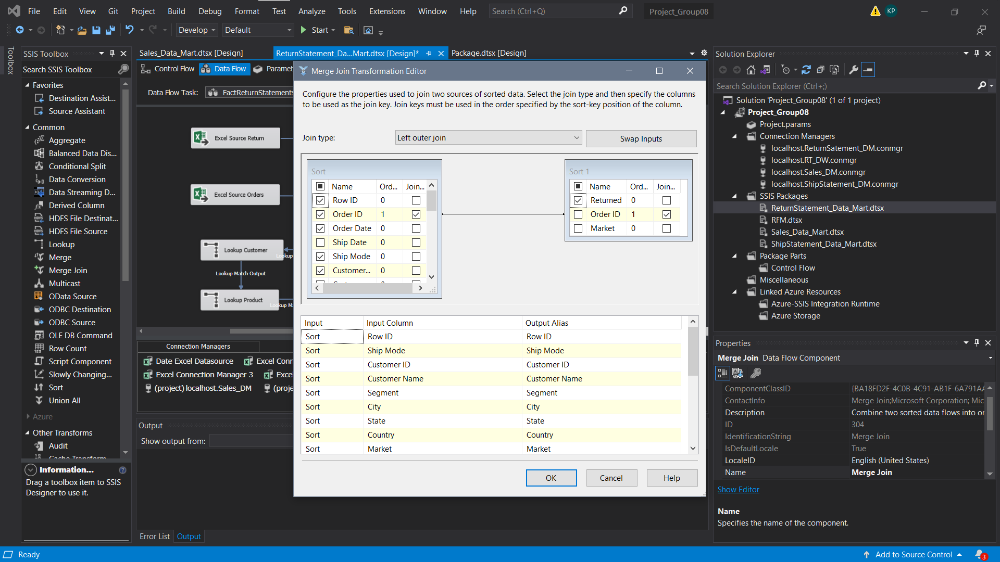 File Edit View Git Project Build Debug Format Test Analyze Tools Extensions Window Help Search (Ctrl+Q) Project_Group08 KP
Develop Default Start
Toolbox
SSIS Toolbox
Search SSIS Toolbox
Favorites
Destination Assist...
Source Assistant
Common
Aggregate
Balanced Data Dis...
Conditional Split
Data Conversion
Data Streaming D...
Derived Column
HDFS File Destinat...
HDFS File Source
Lookup
Merge
Merge Join
Multicast
OData Source
ODBC Destination
ODBC Source
OLE DB Command
Row Count
Script Component
Slowly Changing...
Sort
Union All
Azure
Other Transforms
Audit
Cache Transform
Information...
Drag a toolbox item to SSIS
Designer to use it.
Sales_Data_Mart.dtsx [Design] ReturnStatement_Da...Mart.dtsx [Design]* Package.dtsx [Design]
Control Flow Data Flow Paramet
Data Flow Task: FactReturnStatements
Excel Source Return
Excel Source Orders
Lookup Customer
Lookup
Lookup Match Output
Lookup Product
Lookup Ma
Connection Managers
Date Excel Datasource Excel Conn
Excel Connection Manager 3 Excel
(project) localhost.Sales_DM (proje
Output
Show output from:
Error List Output
Merge Join Transformation Editor
Configure the properties used to join two sources of sorted data. Select the join type and then specify the columns
to be used as the join key. Join keys must be used in the order specified by the sort-key position of the column.
Join type: Left outer join Swap Inputs
Sort
Name Ord... Join...
Row ID 0
Order ID 1
Order Date 0
Ship Date 0
Ship Mode 0
Customer... 0
Sort 1
Name Ord... Join...
Returned 0
Order ID 1
Market 0
Input Input Column Output Alias
Sort Row ID Row ID
Sort Ship Mode Ship Mode
Sort Customer ID Customer ID
Sort Customer Name Customer Name
Sort Segment Segment
Sort City City
Sort State State
Sort Country Country
Sort Market Market
OK Cancel Help
Solution Explorer
Search Solution Explorer (Ctrl+;)
Solution 'Project_Group08' (1 of 1 project)
Project_Group08
Project.params
Connection Managers
localhost.ReturnSatement_DM.conmgr
localhost.RT_DW.conmgr
localhost.Sales_DM.conmgr
localhost.ShipStatement_DM.conmgr
SSIS Packages
ReturnStatement_Data_Mart.dtsx
RFM.dtsx
Sales_Data_Mart.dtsx
ShipStatement_Data_Mart.dtsx
Package Parts
Control Flow
Miscellaneous
Linked Azure Resources
Azure-SSIS Integration Runtime
Azure Storage
Properties
Merge Join Data Flow Component
ComponentClassID {BA18FD2F-4C0B-4C91-AB1F-6A791AA
ContactInfo Merge Join;Microsoft Corporation; Mic
Description Combine two sorted data flows into or
ID 304
IdentificationString Merge Join
IsDefaultLocale True
LocaleID English (United States)
Name Merge Join
Show Editor
Name
Specifies the name of the component.
Ready Add to Source Control 3